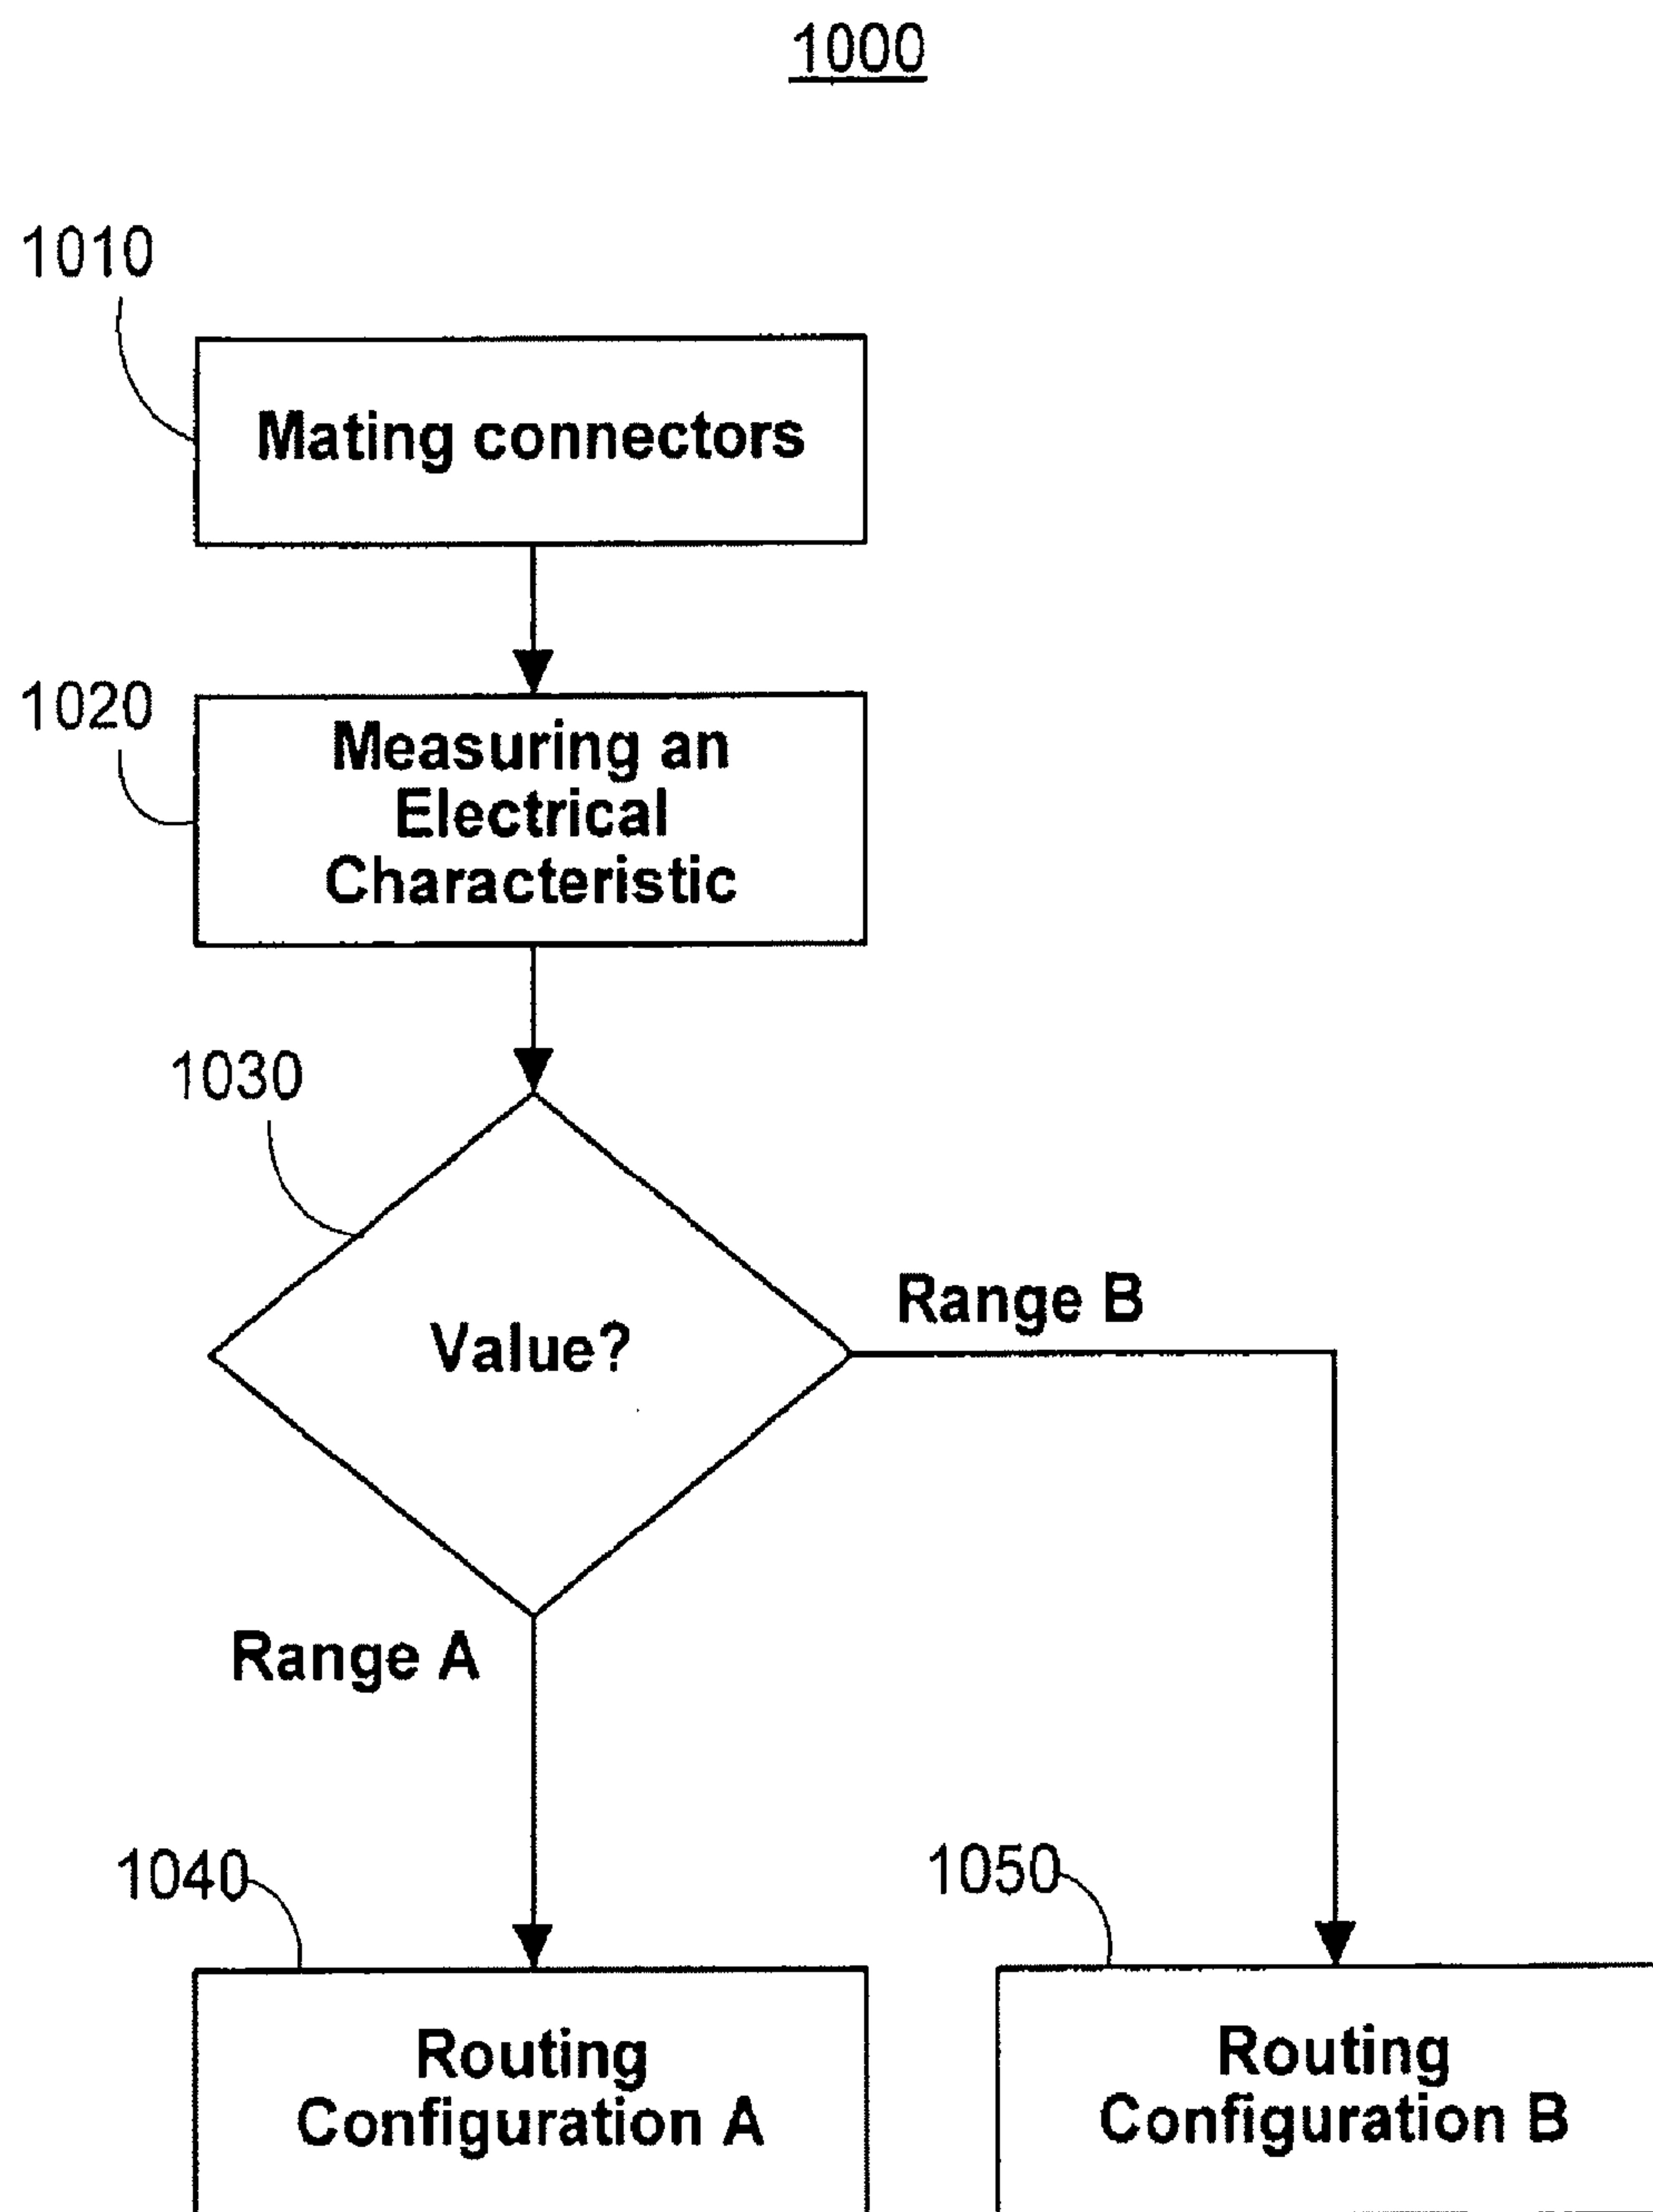 1000
1010
Mating connectors
1020
Measuring an
Electrical
Characteristic
1030
Value?
Range B
Range A
1040
Routing
Configuration A
1050
Routing
Configuration B